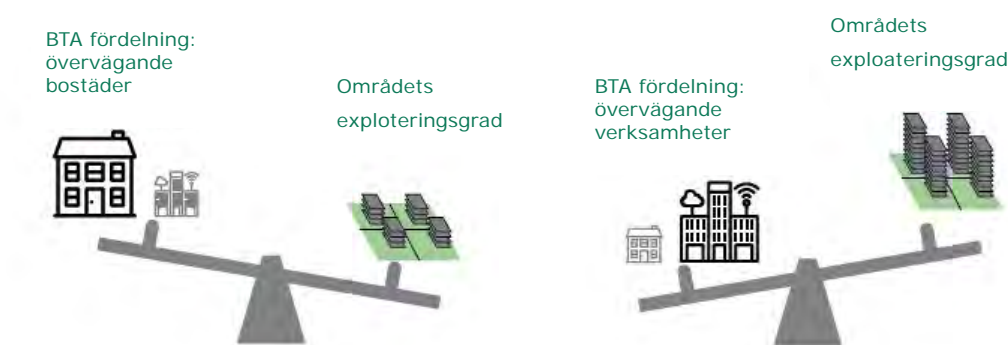 BTA fördelning:
övervägande
bostäder
Områdets
exploteringsgrad
BTA fördelning:
övervägande
verksamheter
Områdets
exploateringsgrad